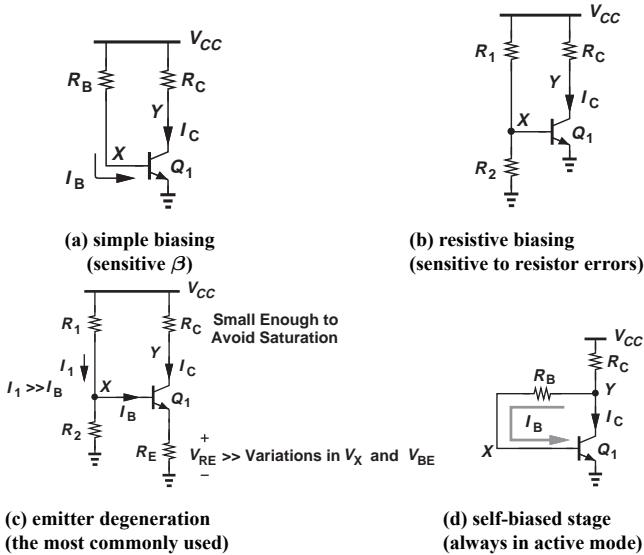 V_CC
R_B
R_C
Y
I_C
X
Q_1
I_B
(a) simple biasing
(sensitive β)
V_CC
R_1
R_C
Y
I_C
X
Q_1
R_2
(b) resistive biasing
(sensitive to resistor errors)
V_CC
R_1
R_C
Small Enough to
Avoid Saturation
Y
I_1
I_C
I_1 >> I_B
X
I_B
Q_1
R_2
R_E
+
V_RE >> Variations in V_X and V_BE
–
(c) emitter degeneration
(the most commonly used)
V_CC
R_C
R_B
Y
I_B
I_C
X
Q_1
(d) self-biased stage
(always in active mode)